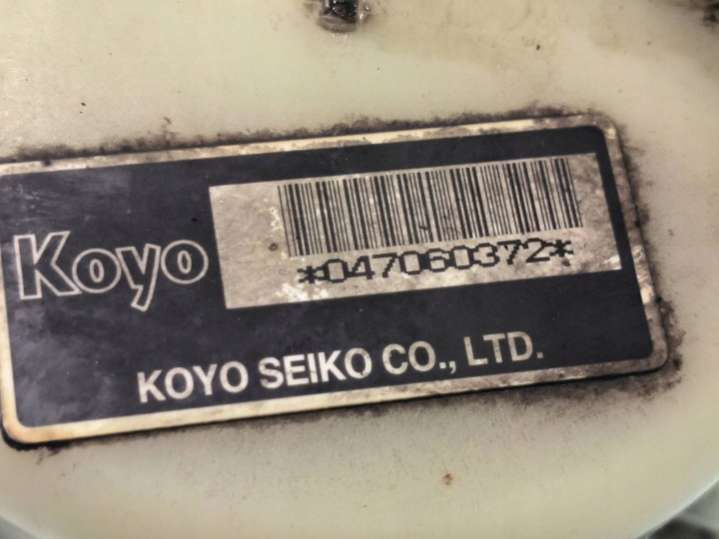 Koyo
*047060372*
KOYO SEIKO CO., LTD.